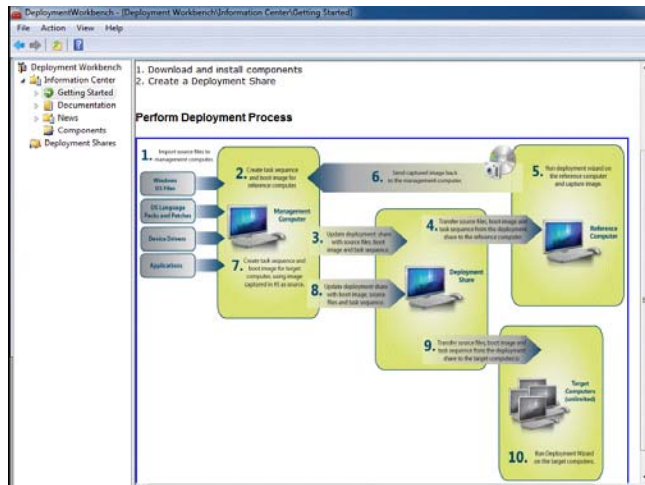 DeploymentWorkbench - [Deployment Workbench\Information Center\Getting Started]
File Action View Help
Deployment Workbench
Information Center
Getting Started
Documentation
News
Components
Deployment Shares
1. Download and install components
2. Create a Deployment Share
Perform Deployment Process
1. Import source files to
management computer.
Windows
OS Files
OS Language
Packs and Patches
Device Drivers
Applications
2. Create task sequence
and boot image for
reference computer.
Management
Computer
7. Create task sequence and
boot image for target
computer, using image
captured in #6 as source.
6. Send captured image back
to the management computer.
5. Run deployment wizard on
the reference computer
and capture image.
Reference
Computer
3. Update deployment share
with source files, boot
image and task sequence.
4. Transfer source files, boot image and
task sequence from the deployment
share to the reference computer.
8. Update deployment share
with boot image, source
files and task sequence.
Deployment
Share
9. Transfer source files, boot image and
task sequence from the deployment
share to the target computer/s.
Target
Computers
(unlimited)
10. Run Deployment Wizard
on the target computers.